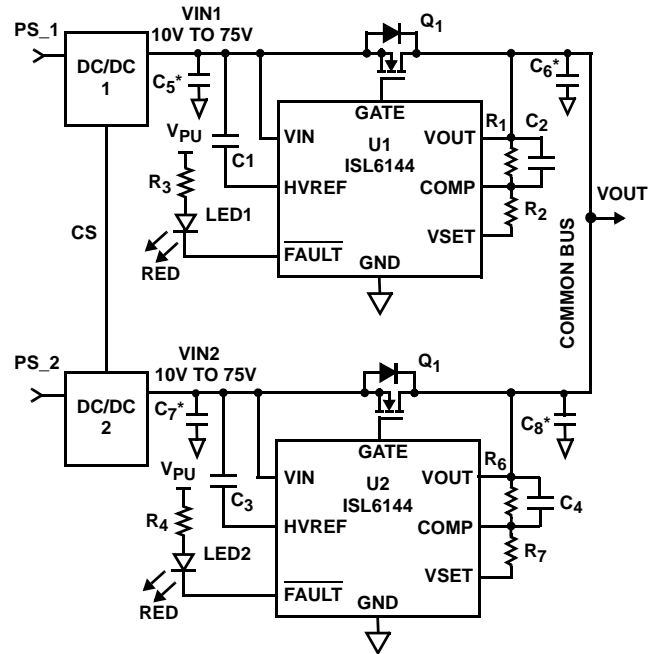 PS_1
VIN1
10V TO 75V
Q1
DC/DC
1
C5*
C6*
GATE
VPU
C1
VIN
U1
ISL6144
VOUT
R1
C2
R3
HVREF
COMP
VOUT
LED1
R2
CS
VSET
RED
FAULT
GND
COMMON BUS
PS_2
VIN2
10V TO 75V
Q1
DC/DC
2
C7*
C8*
GATE
VPU
C3
VIN
U2
ISL6144
VOUT
R6
C4
R4
HVREF
COMP
LED2
R7
VSET
RED
FAULT
GND